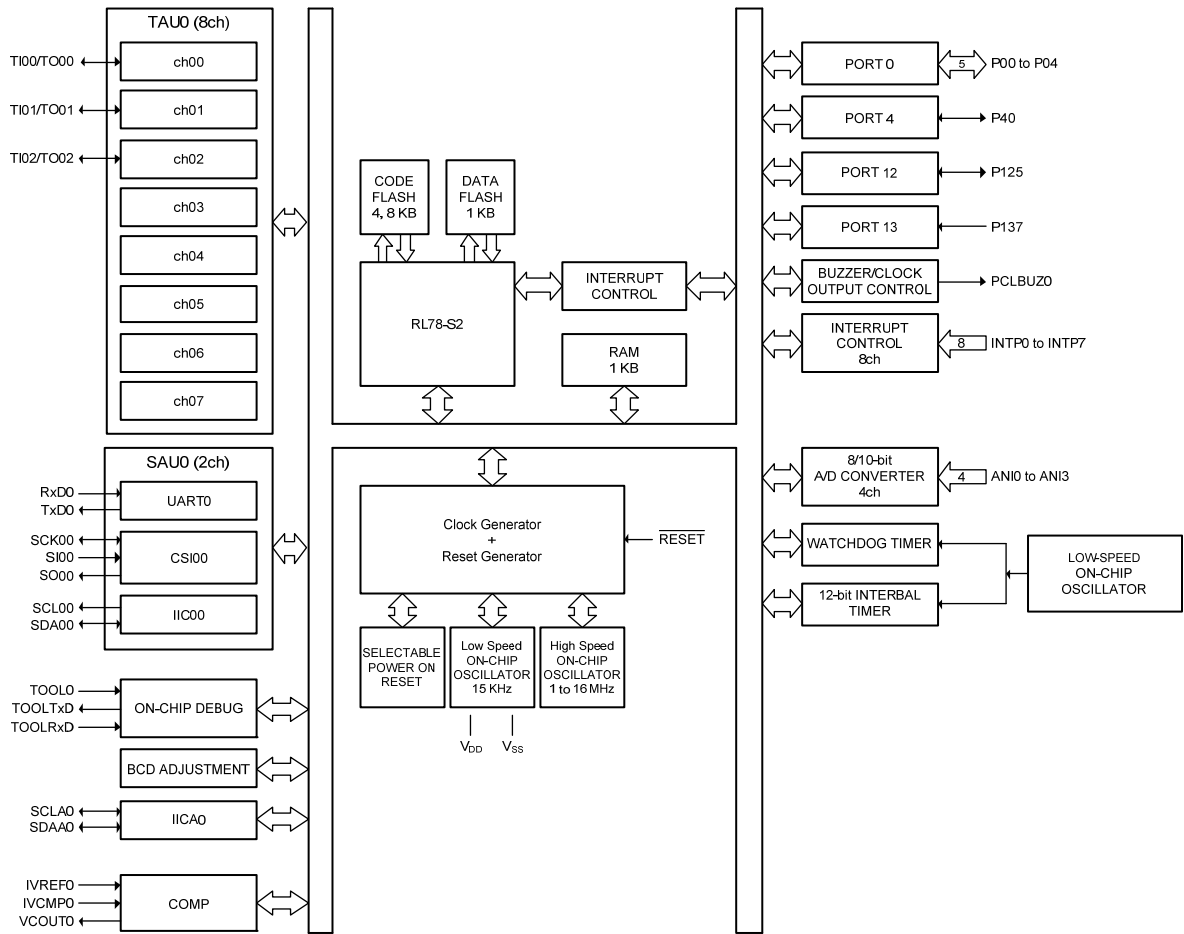 TAU0 (8ch)
TI00/TO00
ch00
TI01/TO01
ch01
TI02/TO02
ch02
ch03
ch04
ch05
ch06
ch07
SAU0 (2ch)
RxD0
TxD0
UART0
SCK00
SI00
SO00
CSI00
SCL00
SDA00
IIC00
TOOL0
TOOLTxD
TOOLRxD
ON-CHIP DEBUG
BCD ADJUSTMENT
SCLA0
SDAA0
IICA0
IVREF0
IVCMP0
VCOUT0
COMP
CODE
FLASH
4, 8 KB
DATA
FLASH
1 KB
RL78-S2
INTERRUPT
CONTROL
RAM
1 KB
Clock Generator
+
Reset Generator
RESET
SELECTABLE
POWER ON
RESET
Low Speed
ON-CHIP
OSCILLATOR
15 KHz
High Speed
ON-CHIP
OSCILLATOR
1 to 16 MHz
VDD
VSS
PORT 0
5
P00 to P04
PORT 4
P40
PORT 12
P125
PORT 13
P137
BUZZER/CLOCK
OUTPUT CONTROL
PCLBUZ0
INTERRUPT
CONTROL
8ch
8
INTP0 to INTP7
8/10-bit
A/D CONVERTER
4ch
4
ANI0 to ANI3
WATCHDOG TIMER
12-bit INTERBAL
TIMER
LOW-SPEED
ON-CHIP
OSCILLATOR